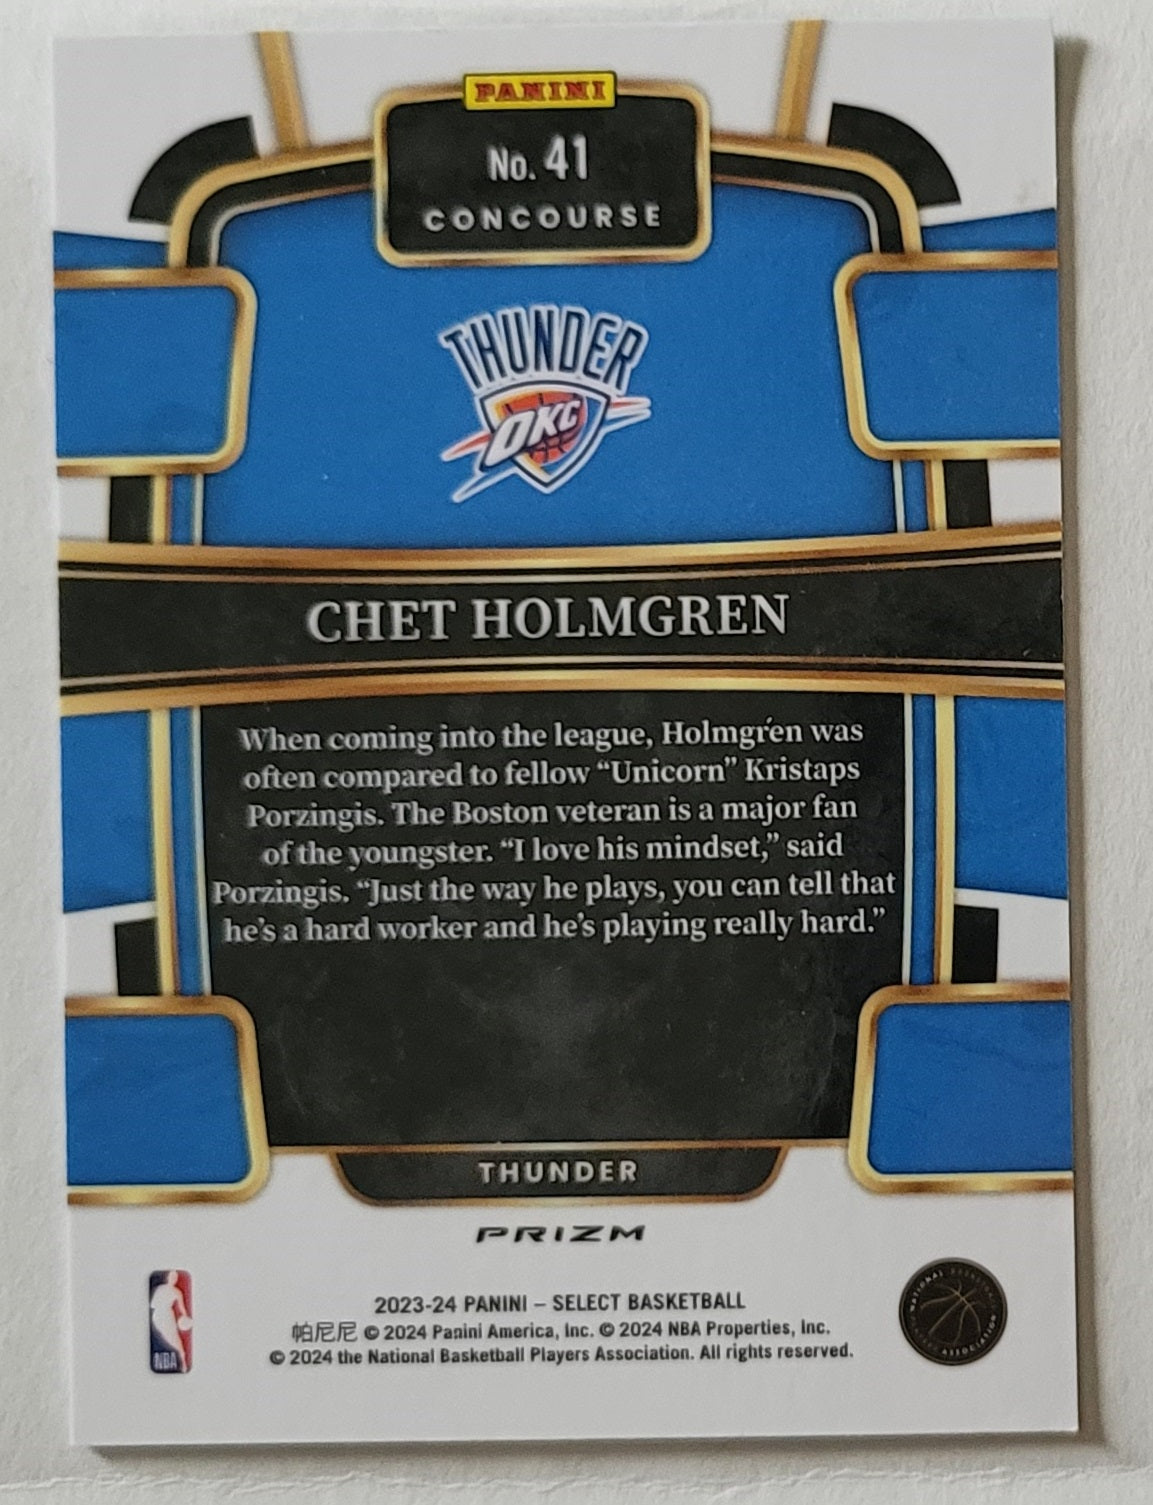 PANINI
No. 41
CONCOURSE
THUNDER
OKC
CHET HOLMGREN
When coming into the league, Holmgren was
often compared to fellow “Unicorn” Kristaps
Porzingis. The Boston veteran is a major fan
of the youngster. “I love his mindset,” said
Porzingis. “Just the way he plays, you can tell that
he’s a hard worker and he’s playing really hard.”
THUNDER
PRIZM
NBA
2023-24 PANINI – SELECT BASKETBALL
帕尼尼 © 2024 Panini America, Inc. © 2024 NBA Properties, Inc.
© 2024 the National Basketball Players Association. All rights reserved.
NATIONAL BASKETBALL
PLAYERS ASSOCIATION